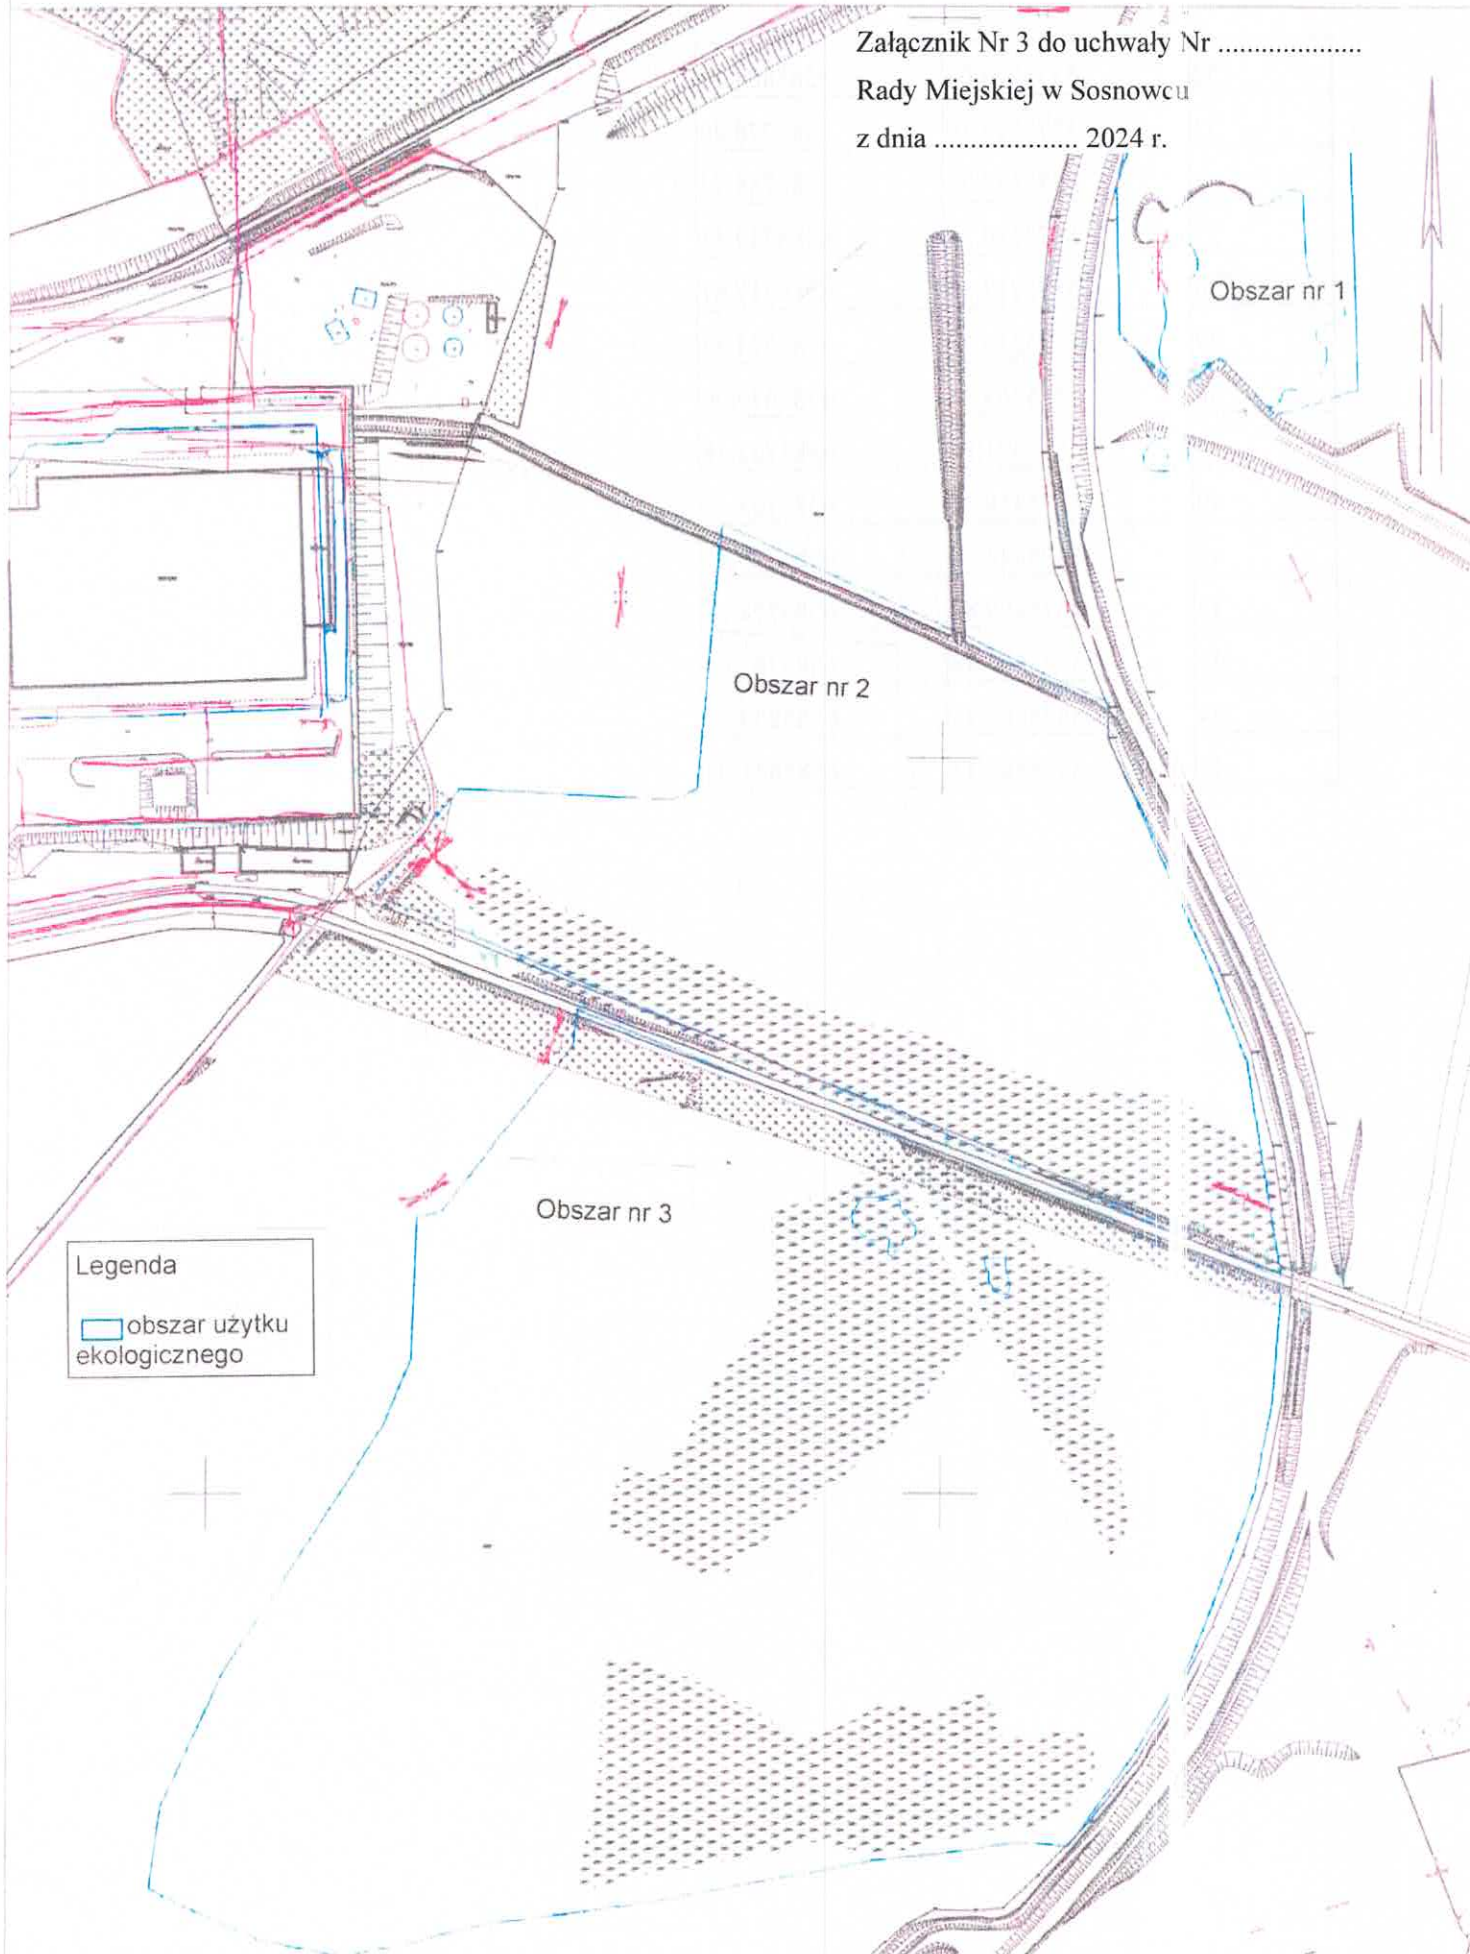 Załącznik Nr 3 do uchwały Nr ....................
Rady Miejskiej w Sosnowcu
z dnia .................... 2024 r.
Obszar nr 1
N
Obszar nr 2
Obszar nr 3
Legenda
obszar użytku
ekologicznego